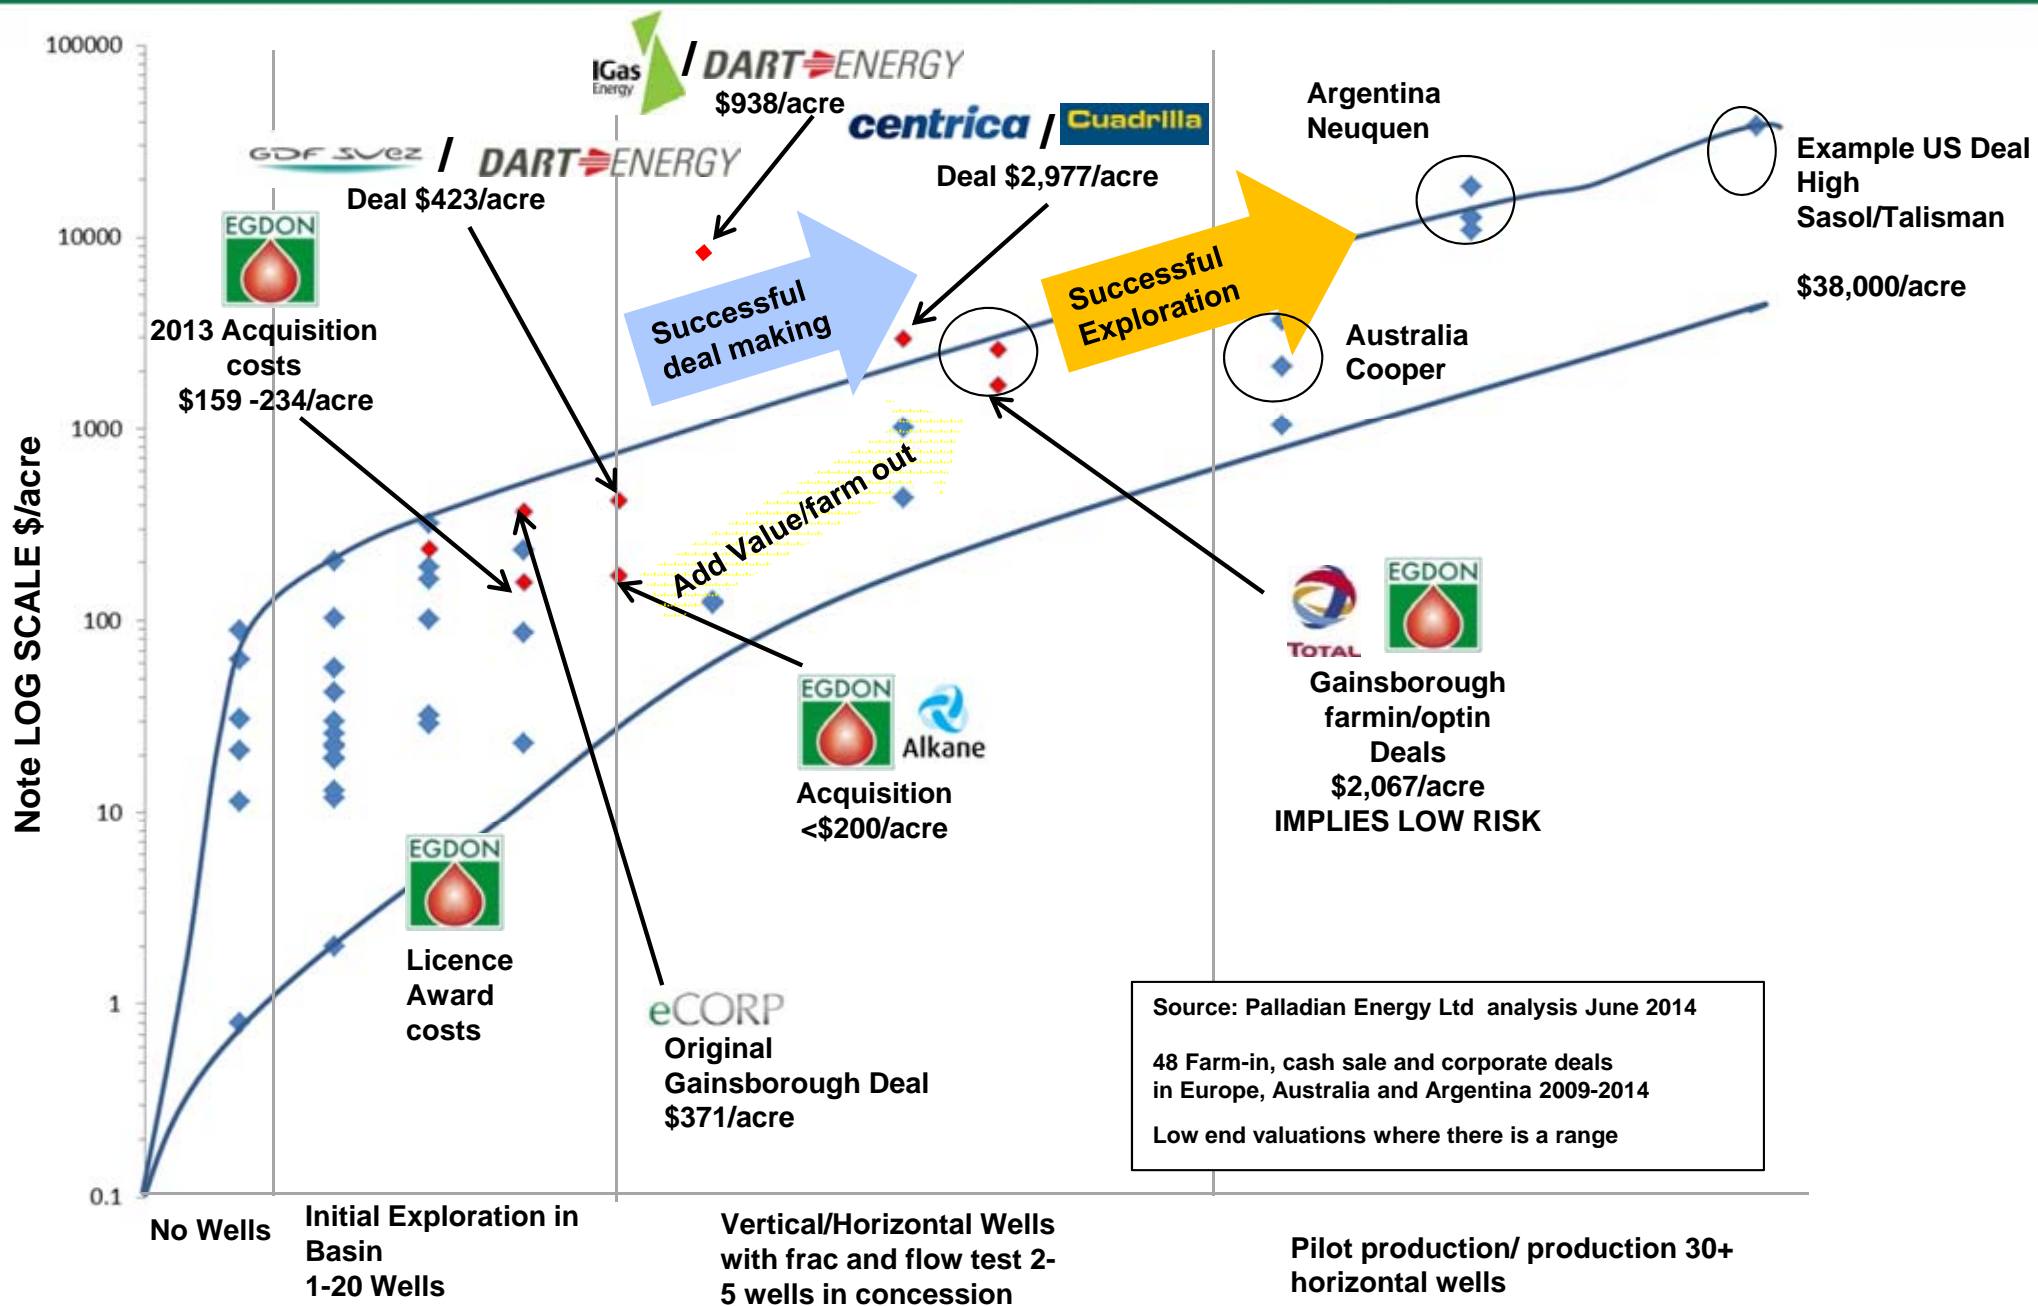 Note LOG SCALE $/acre
100000
10000
1000
100
10
1
0.1
IGas
Energy
/
DART ENERGY
$938/acre
centrica / Cuadrilla
Deal $2,977/acre
GDF SUEZ / DART ENERGY
Deal $423/acre
EGDON
2013 Acquisition
costs
$159 -234/acre
Successful
deal making
Successful
Exploration
Add Value/farm out
Argentina
Neuquen
Example US Deal
High
Sasol/Talisman
$38,000/acre
Australia
Cooper
TOTAL
EGDON
Gainsborough
farmin/optin
Deals
$2,067/acre
IMPLIES LOW RISK
EGDON
Alkane
Acquisition
<$200/acre
EGDON
Licence
Award
costs
eCORP
Original
Gainsborough Deal
$371/acre
Source: Palladian Energy Ltd  analysis June 2014
48 Farm-in, cash sale and corporate deals
in Europe, Australia and Argentina 2009-2014
Low end valuations where there is a range
No Wells
Initial Exploration in
Basin
1-20 Wells
Vertical/Horizontal Wells
with frac and flow test 2-
5 wells in concession
Pilot production/ production 30+
horizontal wells